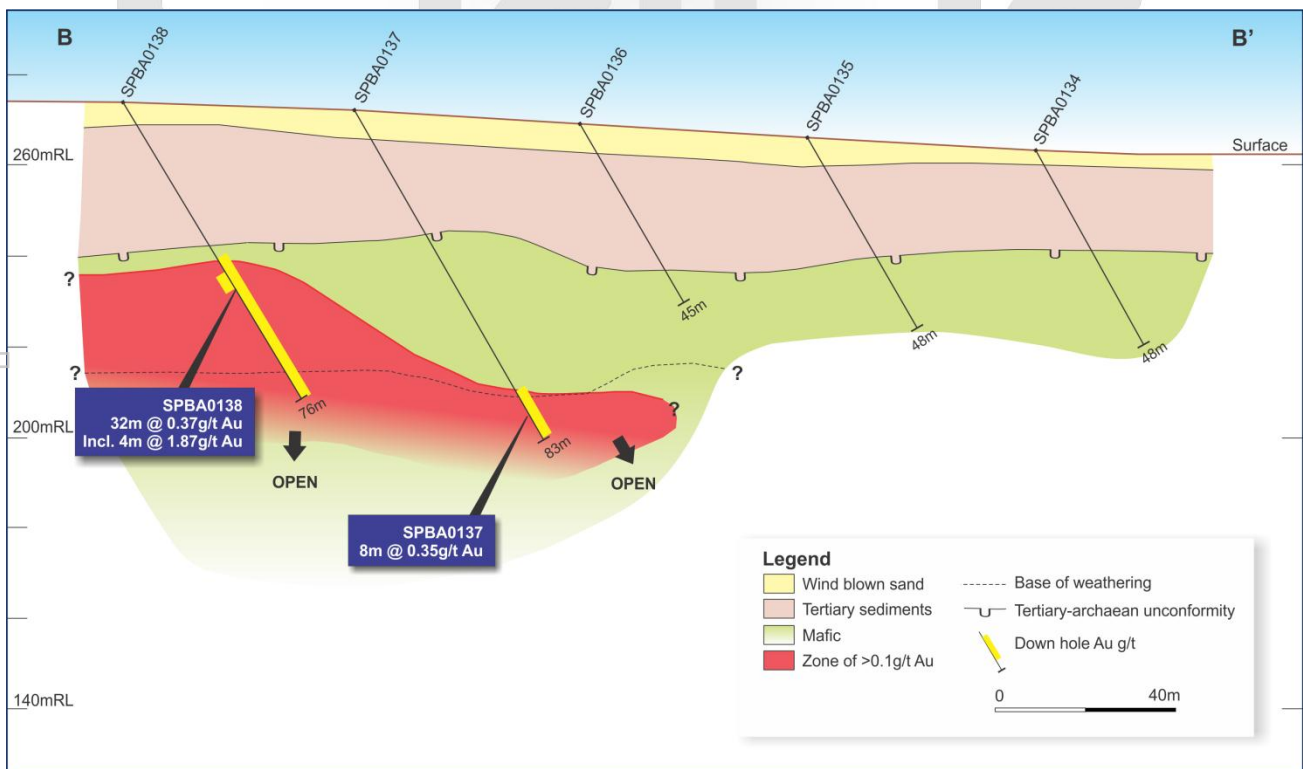 B
B'
SPBA0138
SPBA0137
SPBA0136
SPBA0135
SPBA0134
Surface
260mRL
?
45m
48m
48m
?
?
?
SPBA0138
32m @ 0.37g/t Au
Incl. 4m @ 1.87g/t Au
76m
200mRL
83m
OPEN
OPEN
SPBA0137
8m @ 0.35g/t Au
Legend
Wind blown sand
Tertiary sediments
Mafic
Zone of >0.1g/t Au
Base of weathering
Tertiary-archaean unconformity
Down hole Au g/t
0
40m
140mRL